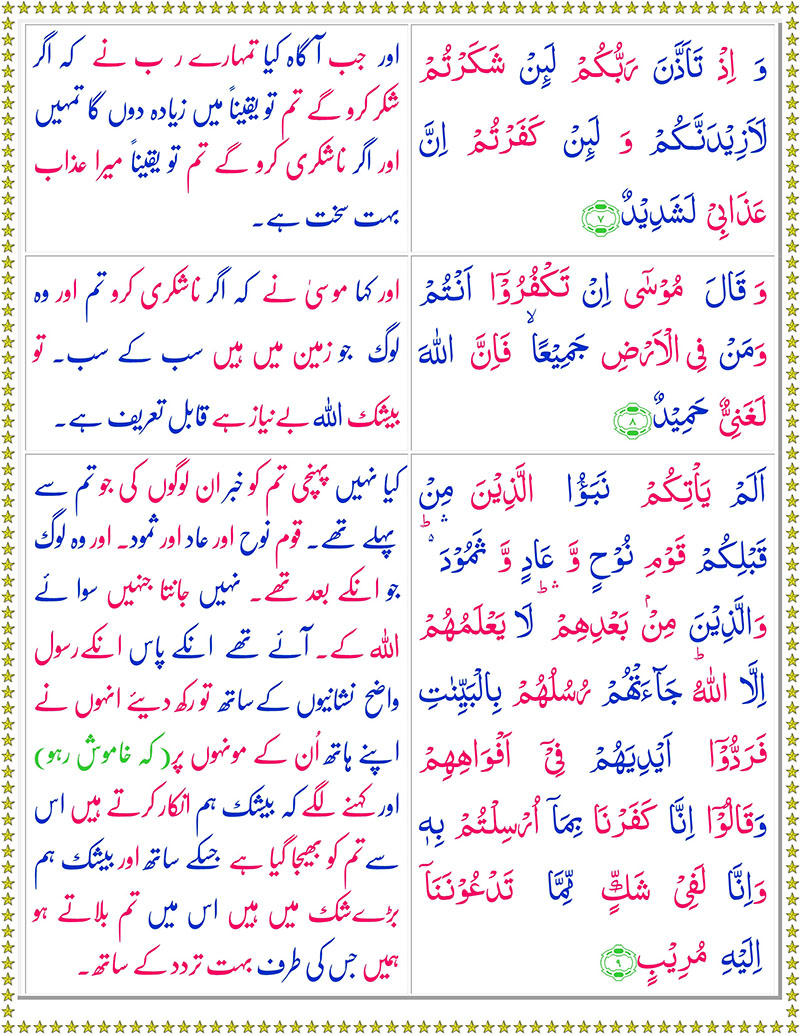 وَ اِذْ تَاَذَّنَ رَبُّكُمْ لَىِٕنْ شَكَرْتُمْ
لَاَزِیْدَنَّكُمْ وَ لَىِٕنْ كَفَرْتُمْ اِنَّ
عَذَابِیْ لَشَدِیْدٌ ﴿۷﴾
اور جب آگاہ کیا تمہارے رب نے کہ اگر
شکر کرو گے تم تو یقیناً میں زیادہ دوں گا تمہیں
اور اگر ناشکری کرو گے تم تو یقیناً میرا عذاب
بہت سخت ہے۔
وَ قَالَ مُوْسٰۤى اِنْ تَكْفُرُوْۤا اَنْتُمْ
وَمَنْ فِی الْاَرْضِ جَمِیْعًاۙ فَاِنَّ اللّٰهَ
لَغَنِیٌّ حَمِیْدٌ ﴿۸﴾
اور کہا موسیٰ نے کہ اگر ناشکری کرو تم اور وہ
لوگ جو زمین میں ہیں سب کے سب۔ تو
بیشک اللہ بے نیاز ہے قابل تعریف ہے۔
اَلَمْ یَاْتِكُمْ نَبَؤُا الَّذِیْنَ مِنْ
قَبْلِكُمْ قَوْمِ نُوْحٍ وَّ عَادٍ وَّ ثَمُوْدَ ۛؕ
وَالَّذِیْنَ مِنْۢ بَعْدِهِمْ ۛؕ لَا یَعْلَمُهُمْ
اِلَّا اللّٰهُ ؕ جَآءَتْهُمْ رُسُلُهُمْ بِالْبَیِّنٰتِ
فَرَدُّوْۤا اَیْدِیَهُمْ فِیْۤ اَفْوَاهِهِمْ
وَقَالُوْۤا اِنَّا كَفَرْنَا بِمَاۤ اُرْسِلْتُمْ بِهٖ
وَاِنَّا لَفِیْ شَكٍّ مِّمَّا تَدْعُوْنَنَاۤ
اِلَیْهِ مُرِیْبٍ ﴿۹﴾
کیا نہیں پہنچی تم کو خبر ان لوگوں کی جو تم سے
پہلے تھے۔ قوم نوح اور عاد اور ثمود۔ اور وہ لوگ
جو انکے بعد تھے۔ نہیں جانتا جنہیں سوائے
اللہ کے۔ آئے تھے انکے پاس انکے رسول
واضح نشانیوں کے ساتھ تو رکھ دیئے انہوں نے
اپنے ہاتھ اُن کے مونہوں پر( کہ خاموش رہو)
اور کہنے لگے کہ بیشک ہم انکار کرتے ہیں اس
سے تم کو بھیجا گیا ہے جسکے ساتھ اور بیشک ہم
بڑے شک میں ہیں اس میں تم بلاتے ہو
ہمیں جس کی طرف بہت تردد کے ساتھ۔